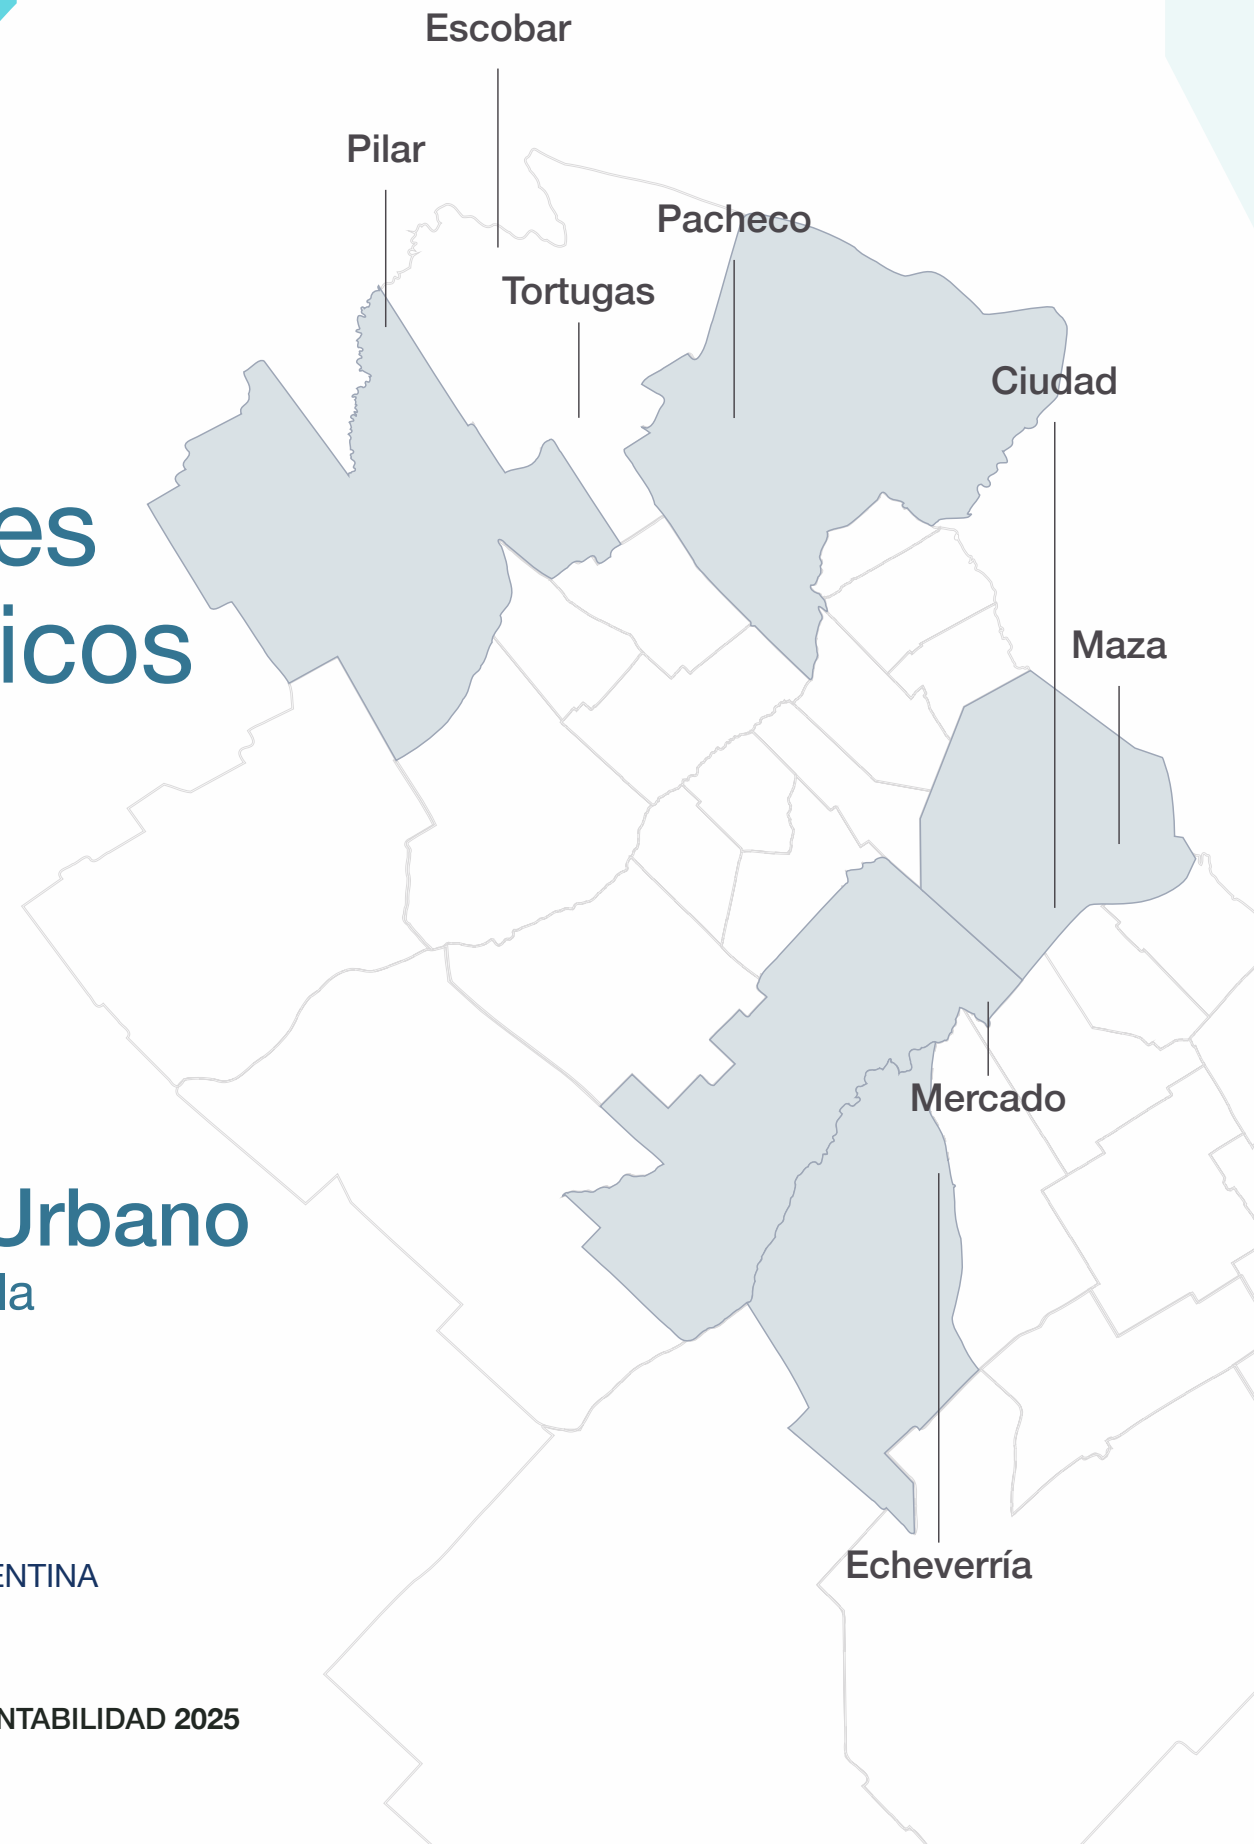 Escobar
Pilar
Pacheco
Tortugas
Ciudad
es
icos
Maza
Mercado
Urbano
la
Echeverría
ENTINA
NTABILIDAD 2025